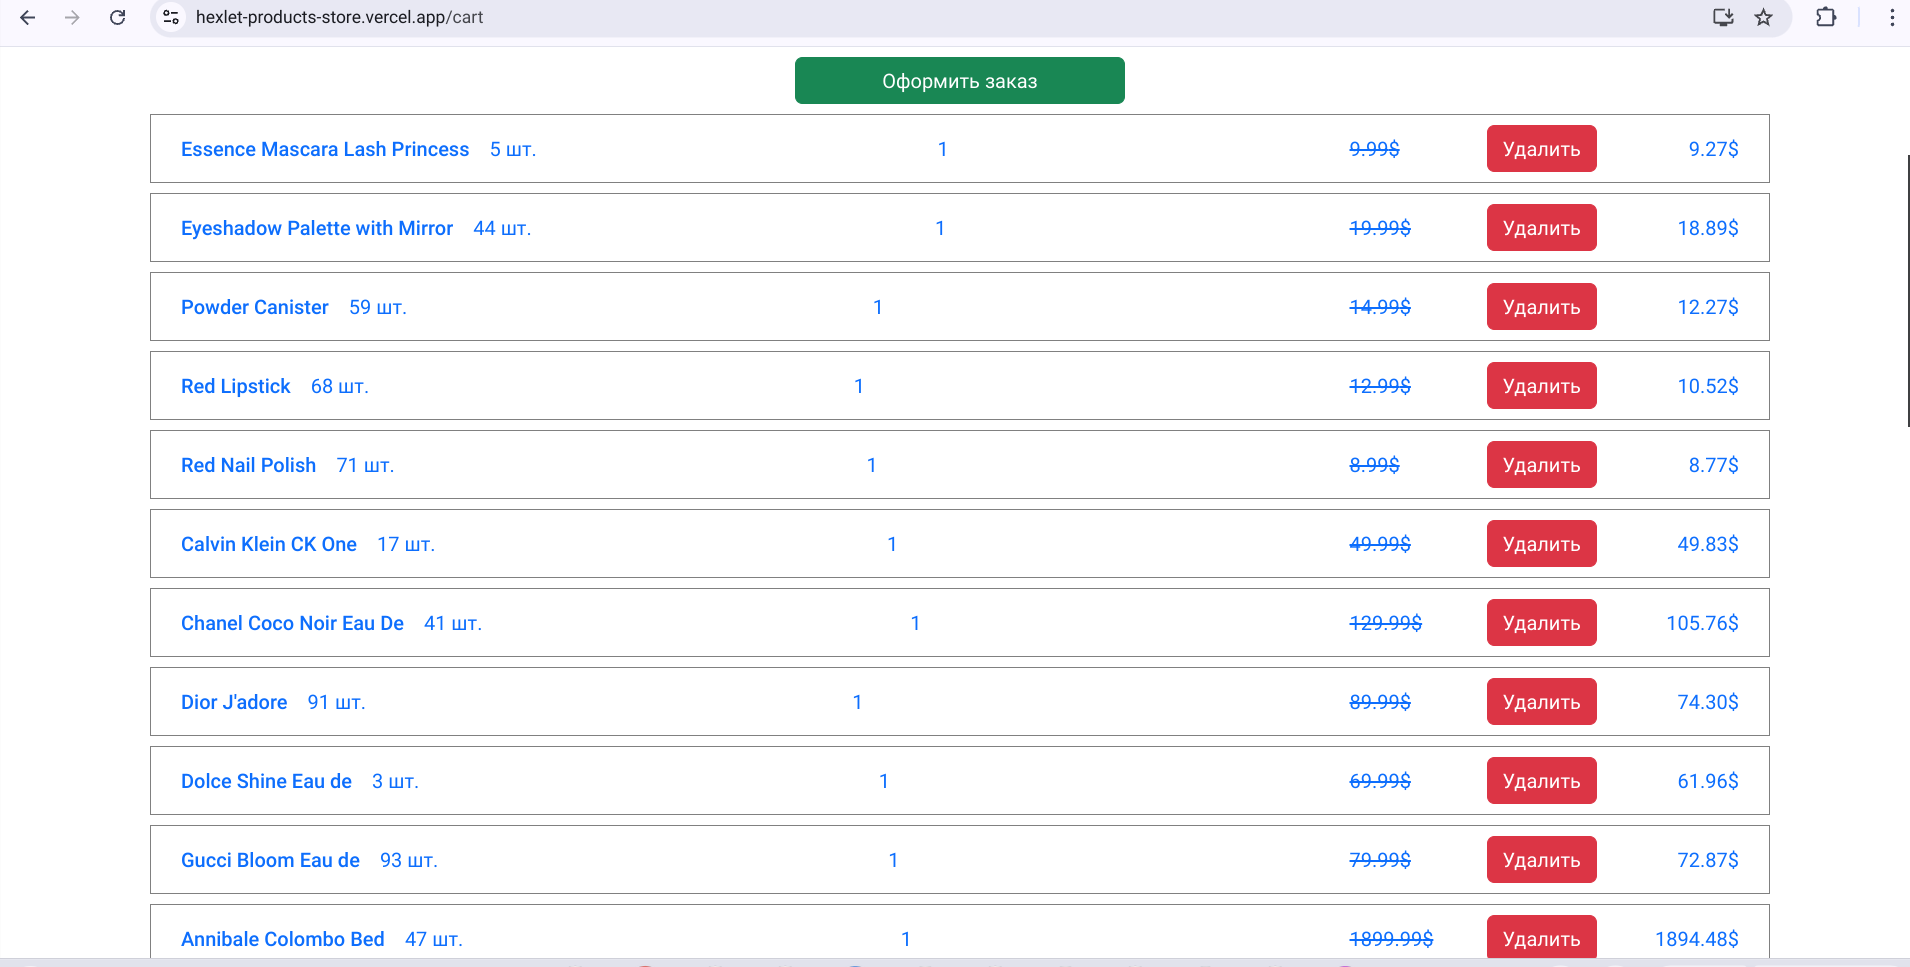 hexlet-products-store.vercel.app/cart
Оформить заказ
Essence Mascara Lash Princess 5 шт. 1 9.99$ Удалить 9.27$
Eyeshadow Palette with Mirror 44 шт. 1 19.99$ Удалить 18.89$
Powder Canister 59 шт. 1 14.99$ Удалить 12.27$
Red Lipstick 68 шт. 1 12.99$ Удалить 10.52$
Red Nail Polish 71 шт. 1 8.99$ Удалить 8.77$
Calvin Klein CK One 17 шт. 1 49.99$ Удалить 49.83$
Chanel Coco Noir Eau De 41 шт. 1 129.99$ Удалить 105.76$
Dior J'adore 91 шт. 1 89.99$ Удалить 74.30$
Dolce Shine Eau de 3 шт. 1 69.99$ Удалить 61.96$
Gucci Bloom Eau de 93 шт. 1 79.99$ Удалить 72.87$
Annibale Colombo Bed 47 шт. 1 1899.99$ Удалить 1894.48$